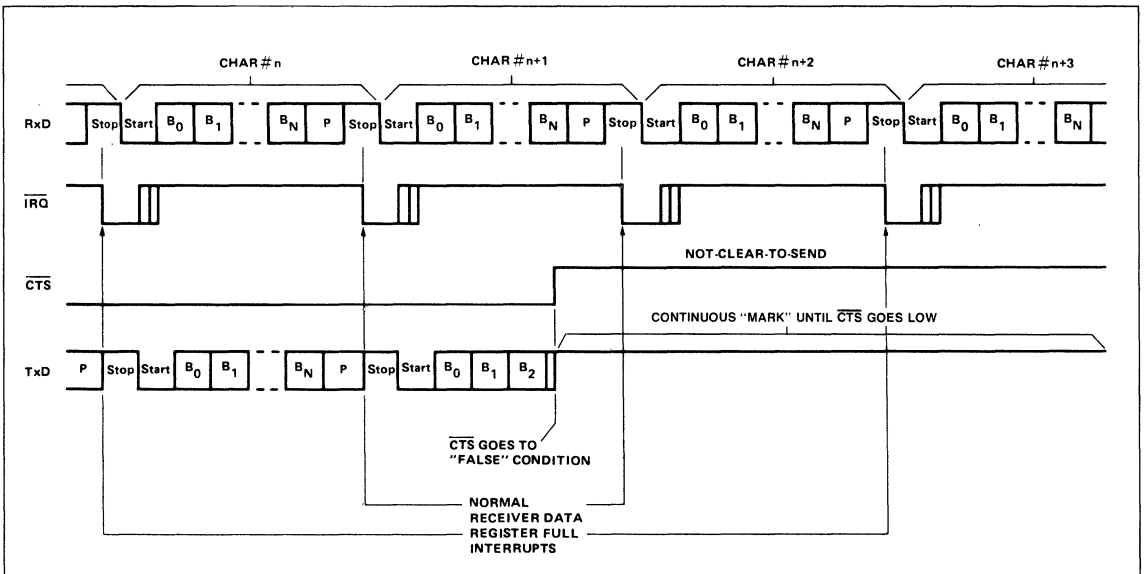 CHAR#n CHAR#n+1 CHAR#n+2 CHAR#n+3
RxD Stop Start B0 B1 BN P Stop Start B0 B1 BN P Stop Start B0 B1 BN P Stop Start B0 B1 BN
IRQ
NOT-CLEAR-TO-SEND
CTS
CONTINUOUS "MARK" UNTIL CTS GOES LOW
TxD P Stop Start B0 B1 BN P Stop Start B0 B1 B2
CTS GOES TO
"FALSE" CONDITION
NORMAL
RECEIVER DATA
REGISTER FULL
INTERRUPTS